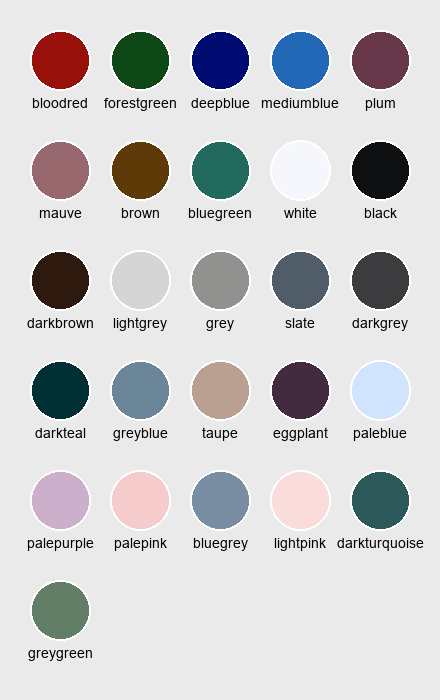 bloodred forestgreen deepblue mediumblue plum
mauve brown bluegreen white black
darkbrown lightgrey grey slate darkgrey
darkteal greyblue taupe eggplant paleblue
palepurple palepink bluegrey lightpink darkturquoise
greygreen